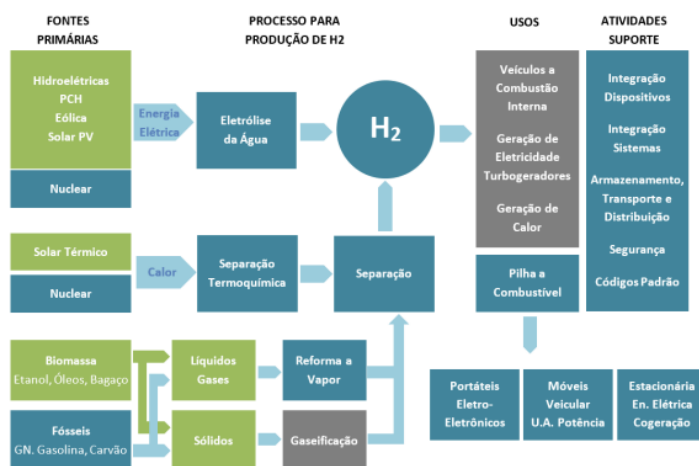 FONTES
PRIMÁRIAS
PROCESSO PARA
PRODUÇÃO DE H2
USOS
ATIVIDADES
SUPORTE
Hidroelétricas
PCH
Eólica
Solar PV
Nuclear
Energia
Elétrica
Eletrólise
da Água
H2
Veículos a
Combustão
Interna
Geração de
Eletricidade
Turbogeradores
Geração de
Calor
Integração
Dispositivos
Integração
Sistemas
Armazenamento,
Transporte e
Distribuição
Segurança
Códigos Padrão
Solar Térmico
Nuclear
Calor
Separação
Termoquímica
Separação
Pilha a
Combustível
Biomassa
Etanol, Óleos, Bagaço
Fósseis
GN. Gasolina, Carvão
Líquidos
Gases
Sólidos
Reforma a
Vapor
Gaseificação
Portáteis
Eletro-
Eletrônicos
Móveis
Veicular
U.A. Potência
Estacionária
En. Elétrica
Cogeração